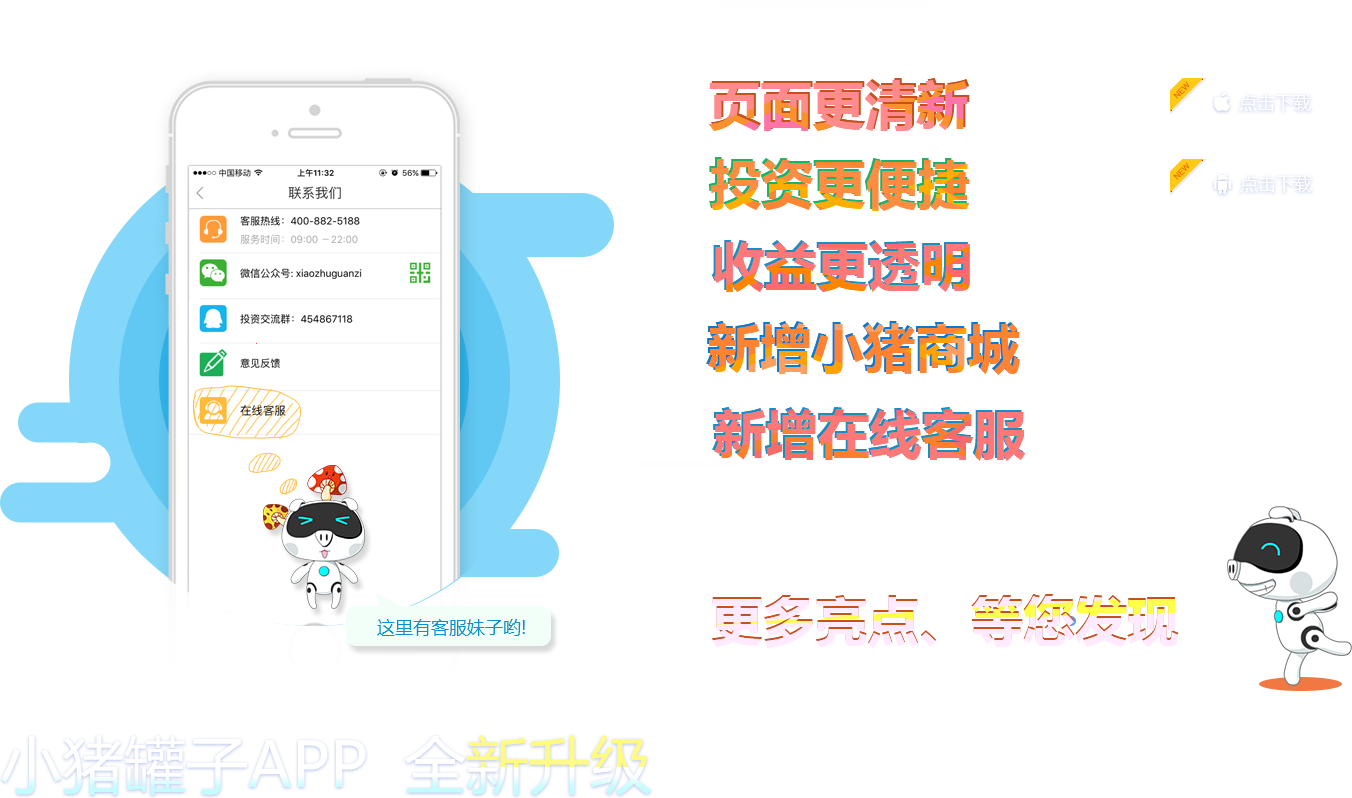 中国移动 上午11:32 56%
联系我们
客服热线：400-882-5188
服务时间：09:00 －22:00
微信公众号: xiaozhuguanzi
投资交流群：454867118
意见反馈
在线客服
这里有客服妹子哟!
小猪罐子APP 全新升级
页面更清新
投资更便捷
收益更透明
新增小猪商城
新增在线客服
更多亮点、等您发现
NEW
点击下载
NEW
点击下载